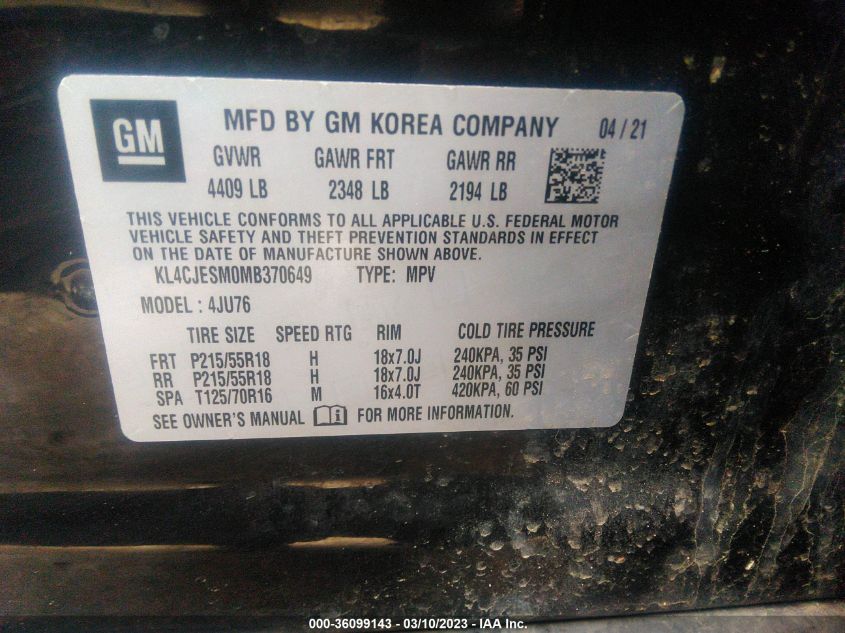 GM
MFD BY GM KOREA COMPANY 04 / 21
GVWR GAWR FRT GAWR RR
4409 LB 2348 LB 2194 LB
THIS VEHICLE CONFORMS TO ALL APPLICABLE U.S. FEDERAL MOTOR
VEHICLE SAFETY AND THEFT PREVENTION STANDARDS IN EFFECT
ON THE DATE OF MANUFACTURE SHOWN ABOVE.
KL4CJESM0MB370649 TYPE: MPV
MODEL : 4JU76
TIRE SIZE SPEED RTG RIM COLD TIRE PRESSURE
FRT P215/55R18 H 18x7.0J 240KPA, 35 PSI
RR P215/55R18 H 18x7.0J 240KPA, 35 PSI
SPA T125/70R16 M 16x4.0T 420KPA, 60 PSI
SEE OWNER'S MANUAL FOR MORE INFORMATION.
000-36099143 - 03/10/2023 - IAA Inc.